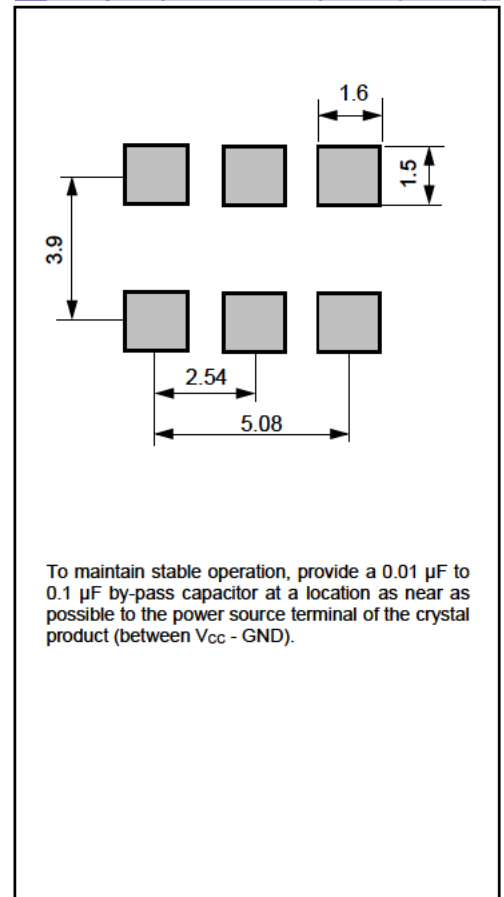 1.6
1.5
3.9
2.54
5.08
To maintain stable operation, provide a 0.01 µF to
0.1 µF by-pass capacitor at a location as near as
possible to the power source terminal of the crystal
product (between VCC - GND).